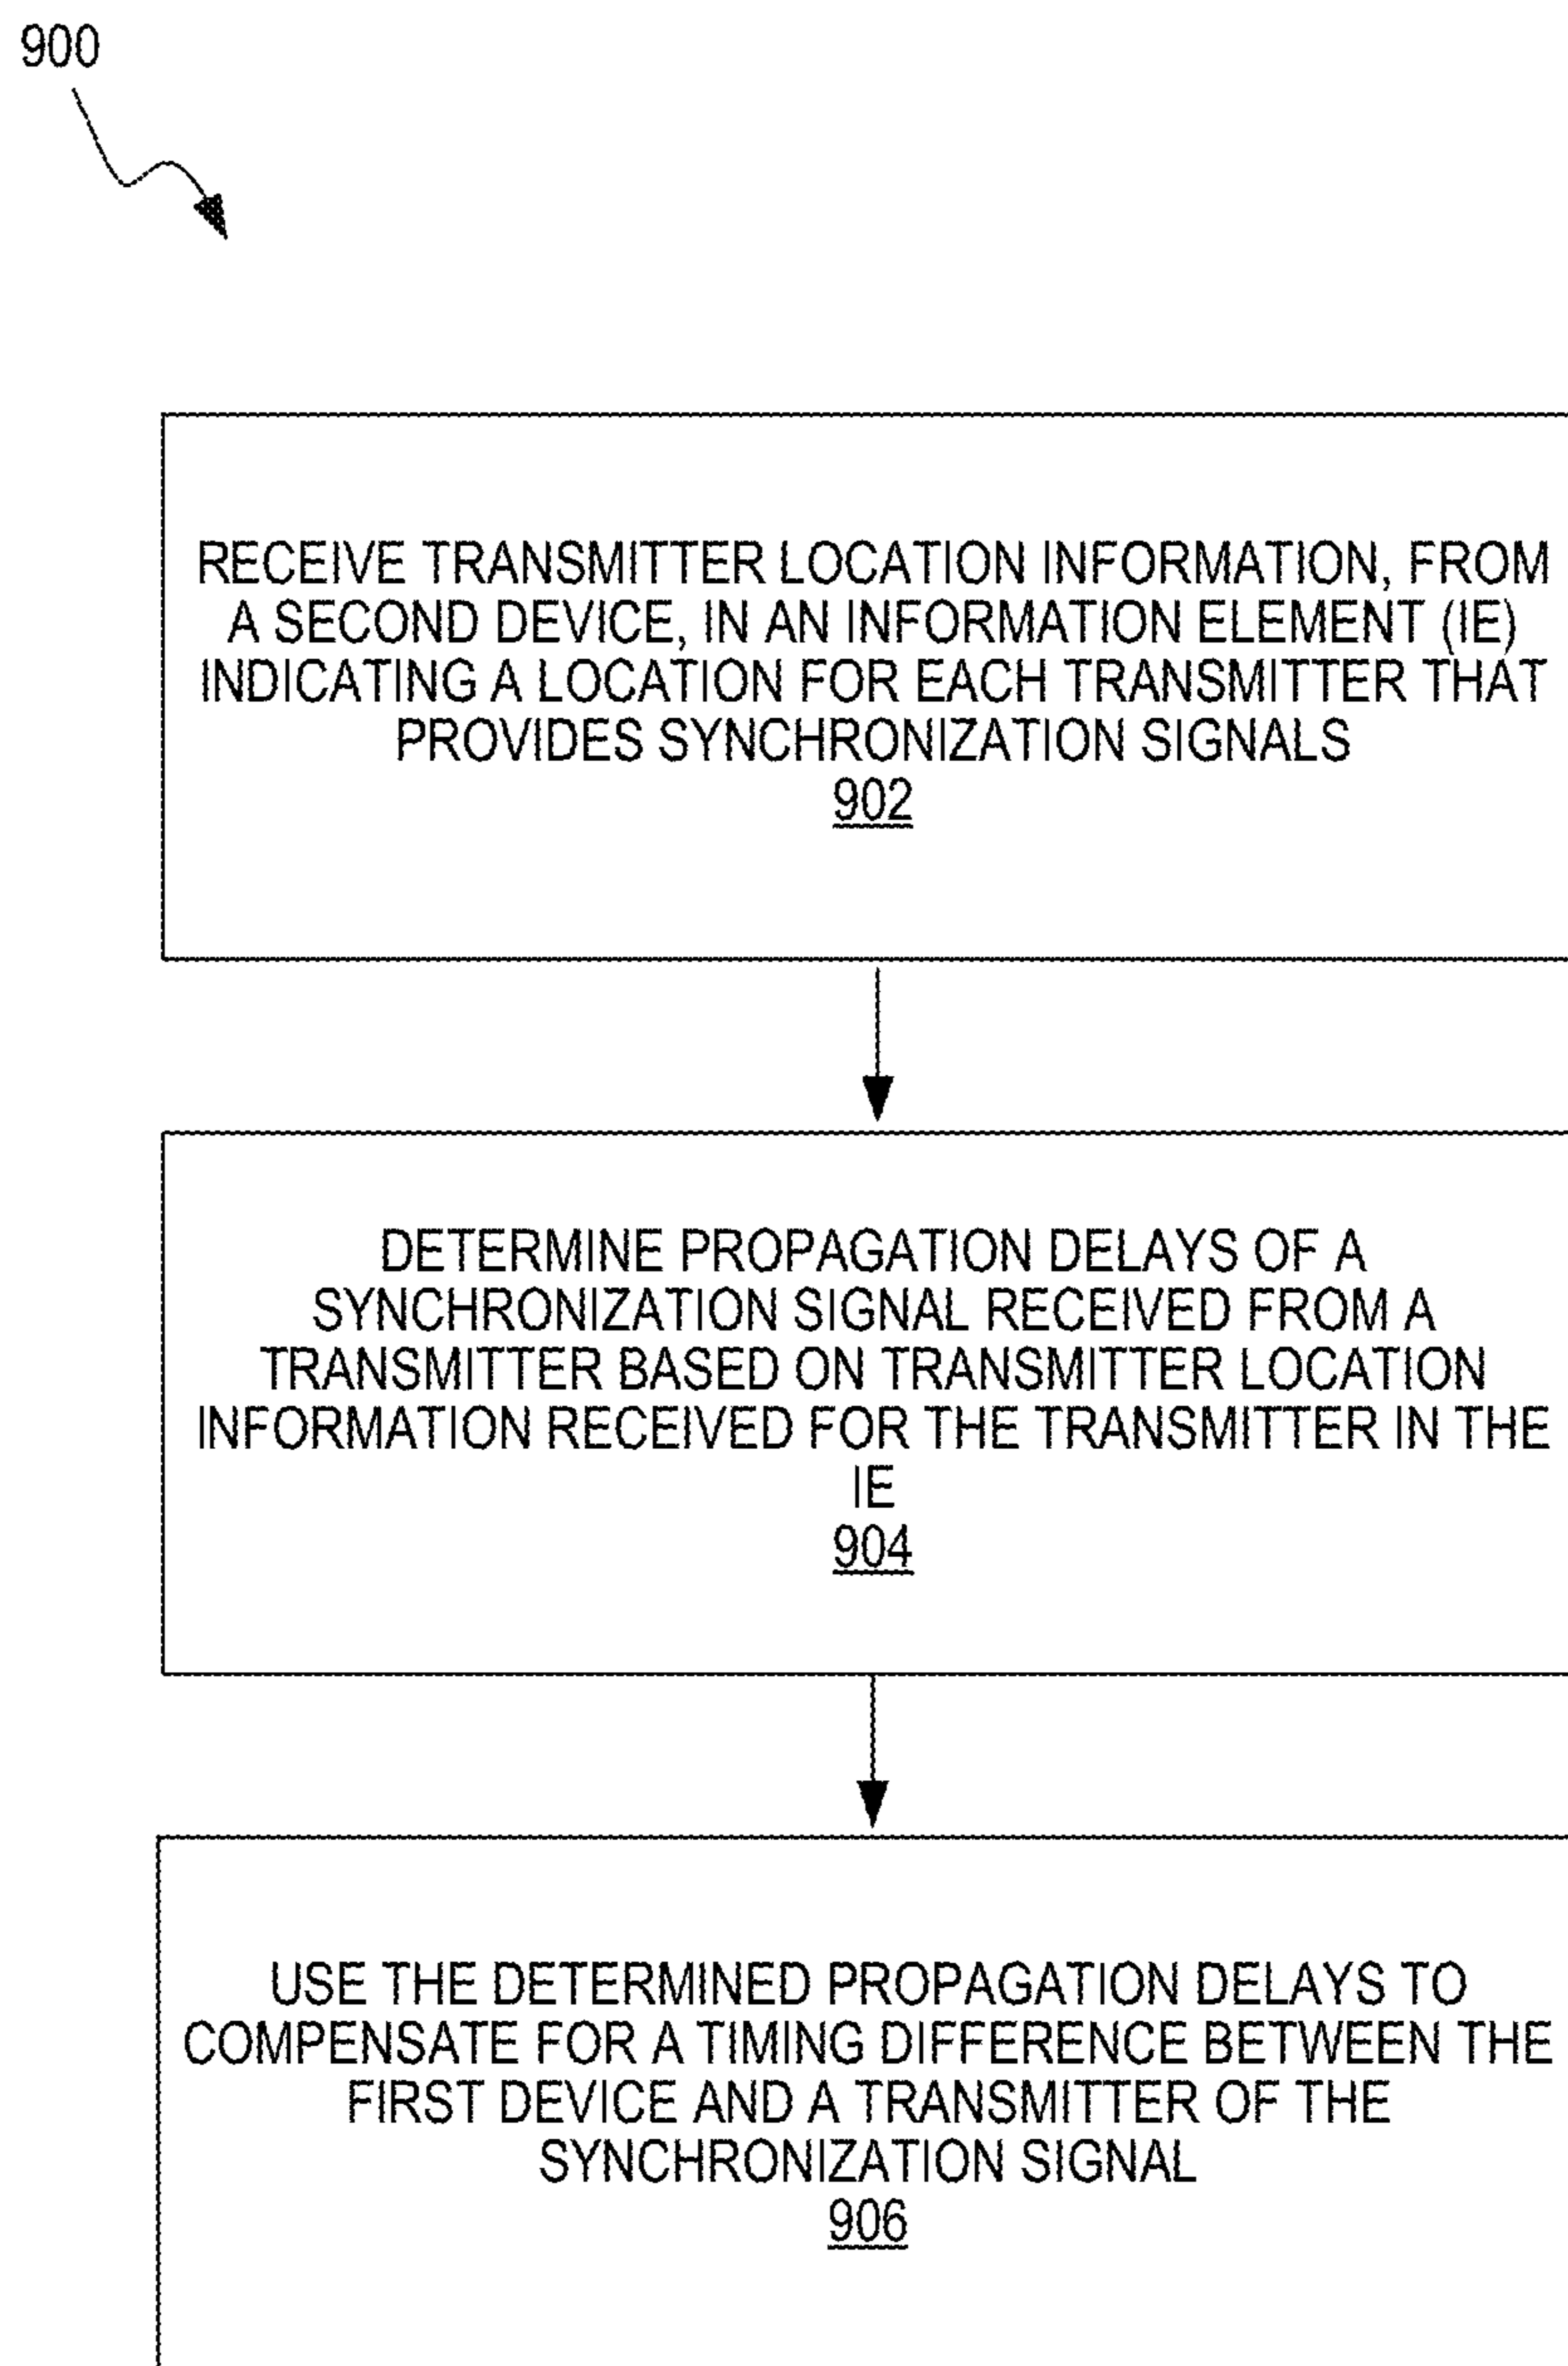 900
RECEIVE TRANSMITTER LOCATION INFORMATION, FROM
A SECOND DEVICE, IN AN INFORMATION ELEMENT (IE)
INDICATING A LOCATION FOR EACH TRANSMITTER THAT
PROVIDES SYNCHRONIZATION SIGNALS
902
DETERMINE PROPAGATION DELAYS OF A
SYNCHRONIZATION SIGNAL RECEIVED FROM A
TRANSMITTER BASED ON TRANSMITTER LOCATION
INFORMATION RECEIVED FOR THE TRANSMITTER IN THE
IE
904
USE THE DETERMINED PROPAGATION DELAYS TO
COMPENSATE FOR A TIMING DIFFERENCE BETWEEN THE
FIRST DEVICE AND A TRANSMITTER OF THE
SYNCHRONIZATION SIGNAL
906